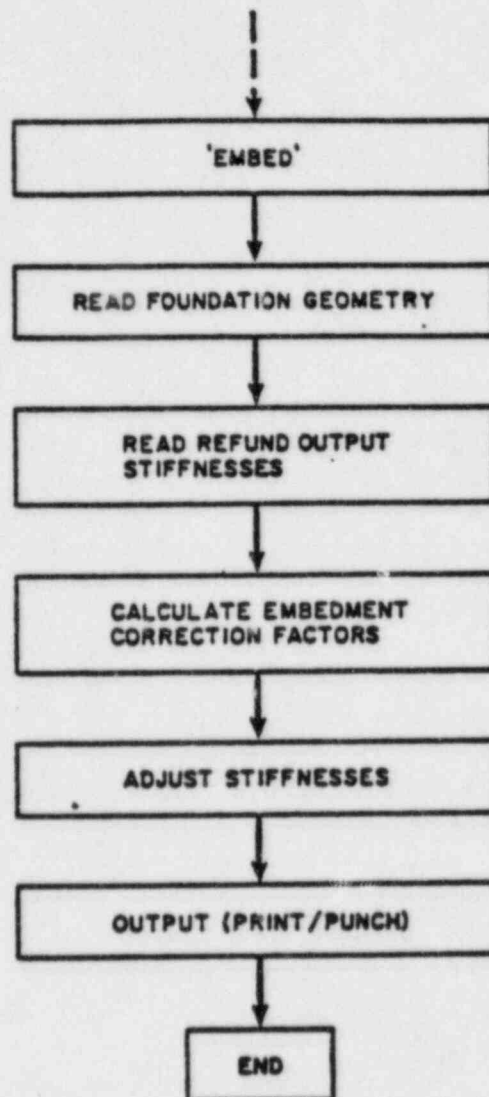 'EMBED'
READ FOUNDATION GEOMETRY
READ REFUND OUTPUT
STIFFNESSES
CALCULATE EMBEDMENT
CORRECTION FACTORS
ADJUST STIFFNESSES
OUTPUT (PRINT/PUNCH)
END